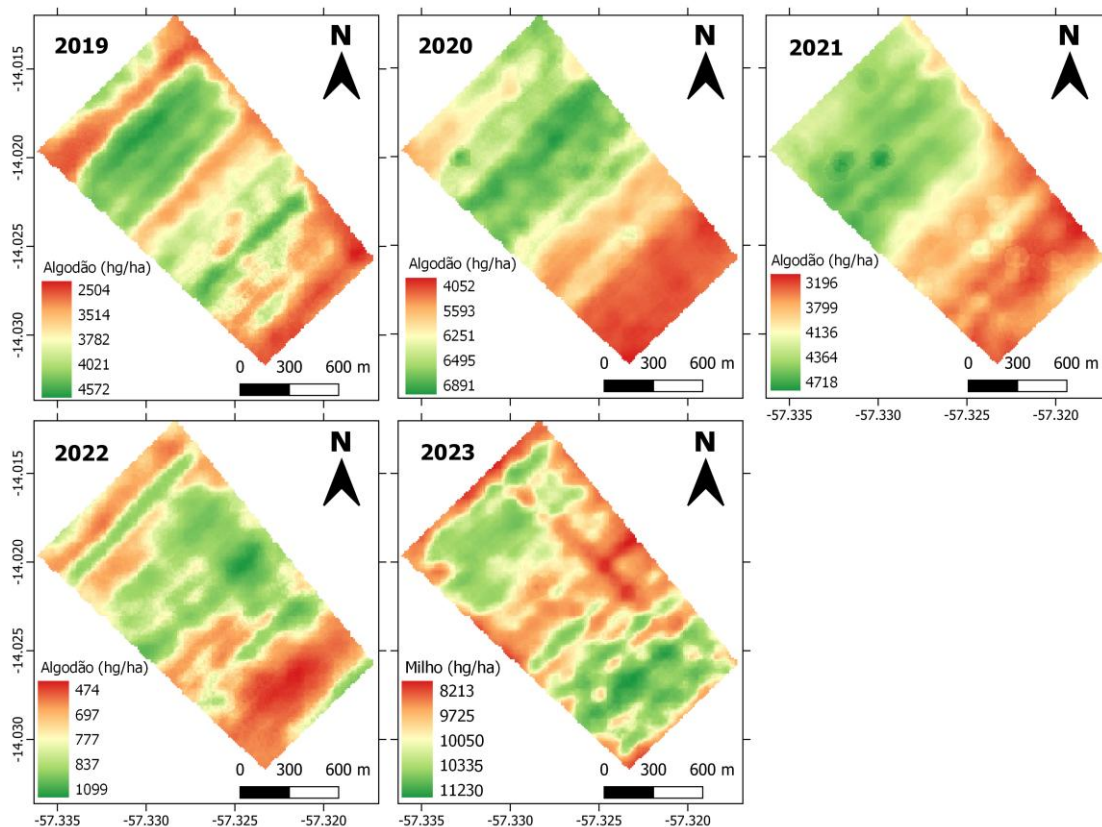 2019
N
-14.015
-14.020
-14.025
-14.030
Algodão (hg/ha)
2504
3514
3782
4021
4572
0 300 600 m
2020
N
Algodão (hg/ha)
4052
5593
6251
6495
6891
0 300 600 m
2021
N
Algodão (hg/ha)
3196
3799
4136
4364
4718
0 300 600 m
-57.335 -57.330 -57.325 -57.320
2022
N
-14.015
-14.020
-14.025
-14.030
Algodão (hg/ha)
474
697
777
837
1099
0 300 600 m
-57.335 -57.330 -57.325 -57.320
2023
N
Milho (hg/ha)
8213
9725
10050
10335
11230
0 300 600 m
-57.335 -57.330 -57.325 -57.320